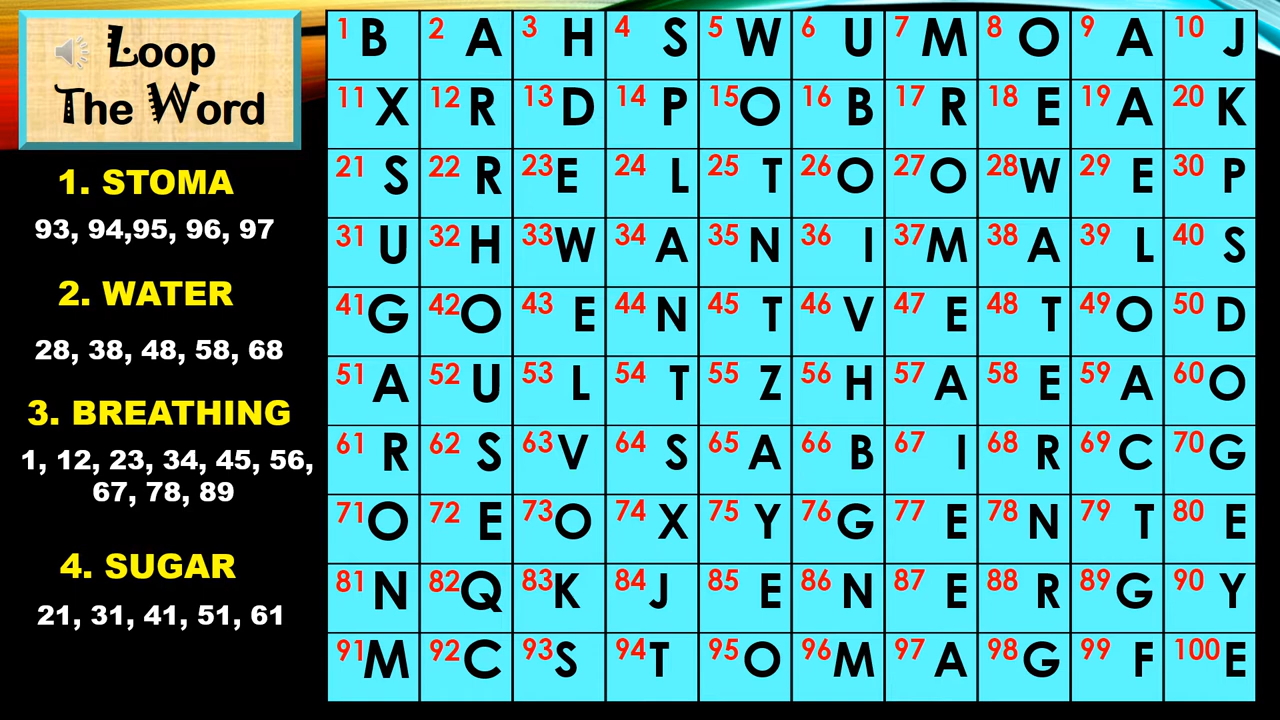 Loop
The Word
1. STOMA
93, 94,95, 96, 97
2. WATER
28, 38, 48, 58, 68
3. BREATHING
1, 12, 23, 34, 45, 56,
67, 78, 89
4. SUGAR
21, 31, 41, 51, 61
1 B 2 A 3 H 4 S 5 W 6 U 7 M 8 O 9 A 10 J
11 X 12 R 13 D 14 P 15 O 16 B 17 R 18 E 19 A 20 K
21 S 22 R 23 E 24 L 25 T 26 O 27 O 28 W 29 E 30 P
31 U 32 H 33 W 34 A 35 N 36 I 37 M 38 A 39 L 40 S
41 G 42 O 43 E 44 N 45 T 46 V 47 E 48 T 49 O 50 D
51 A 52 U 53 L 54 T 55 Z 56 H 57 A 58 E 59 A 60 O
61 R 62 S 63 V 64 S 65 A 66 B 67 I 68 R 69 C 70 G
71 O 72 E 73 O 74 X 75 Y 76 G 77 E 78 N 79 T 80 E
81 N 82 Q 83 K 84 J 85 E 86 N 87 E 88 R 89 G 90 Y
91 M 92 C 93 S 94 T 95 O 96 M 97 A 98 G 99 F 100 E